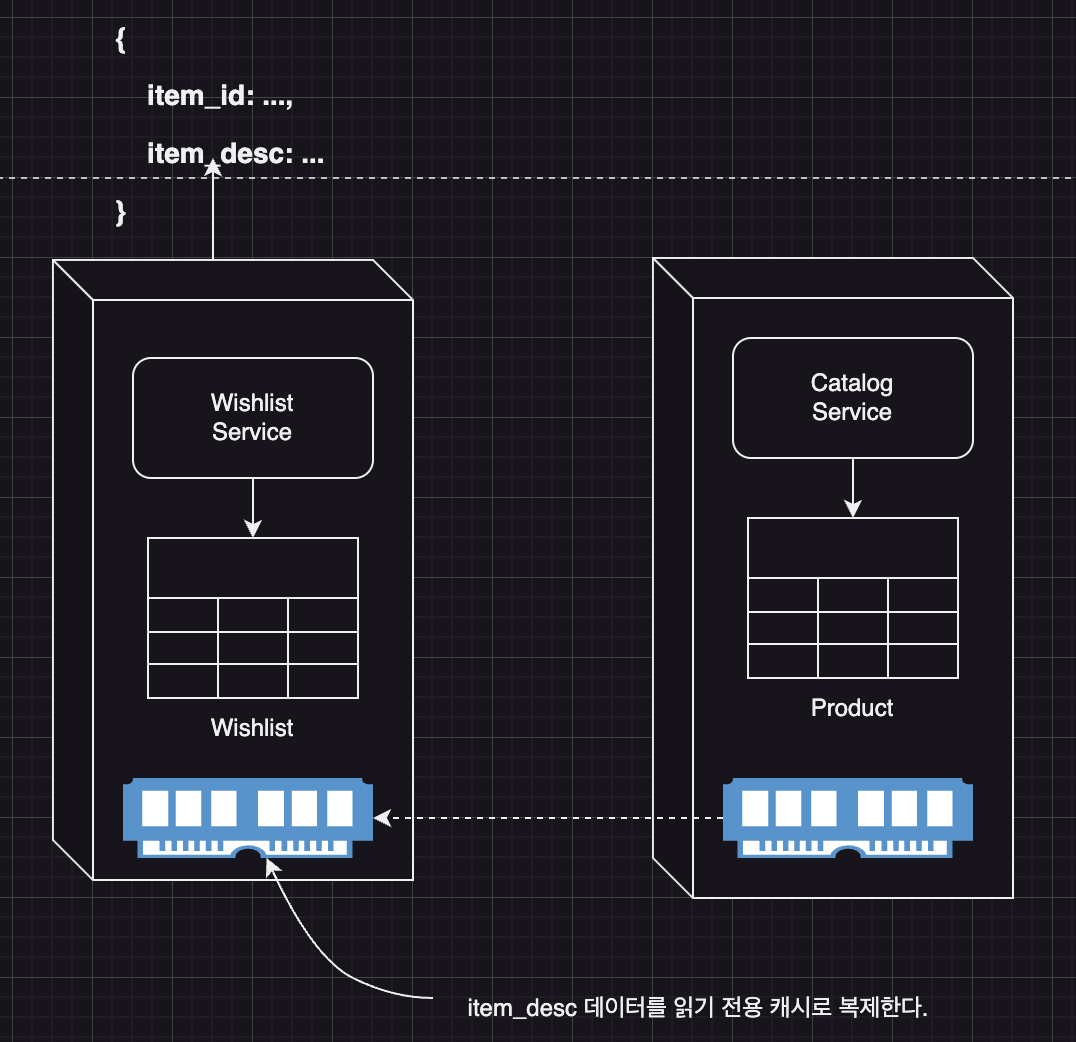 {
item_id: ...,
item_desc: ...
}
Wishlist
Service
Wishlist
Catalog
Service
Product
item_desc 데이터를 읽기 전용 캐시로 복제한다.